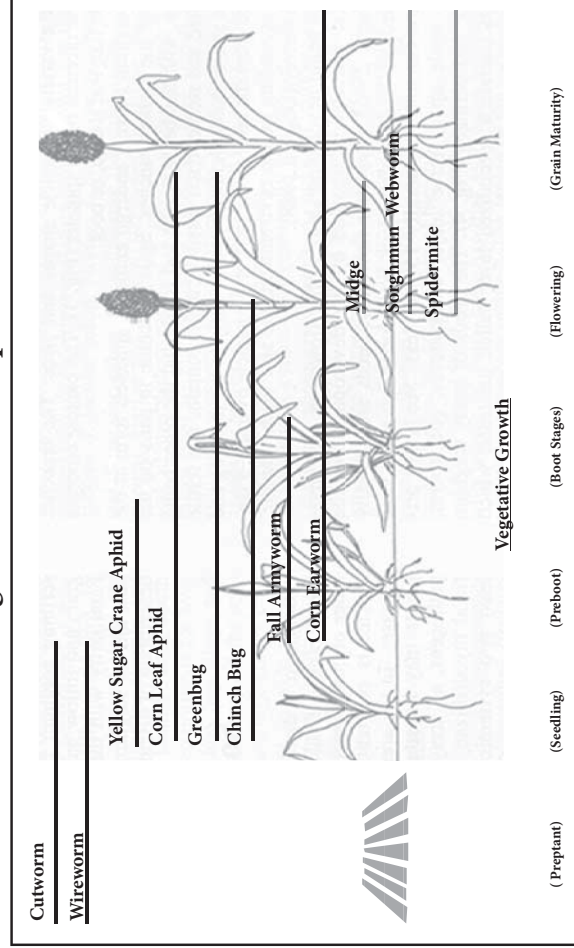 Cutworm
Wireworm
Yellow Sugar Crane Aphid
Corn Leaf Aphid
Greenbug
Chinch Bug
Fall Armyworm
Corn Earworm
Midge
Sorghmun Webworm
Spidermite
Vegetative Growth
( Preptant)
(Seedling)
(Preboot)
(Boot Stages)
(Flowering)
(Grain Maturity)